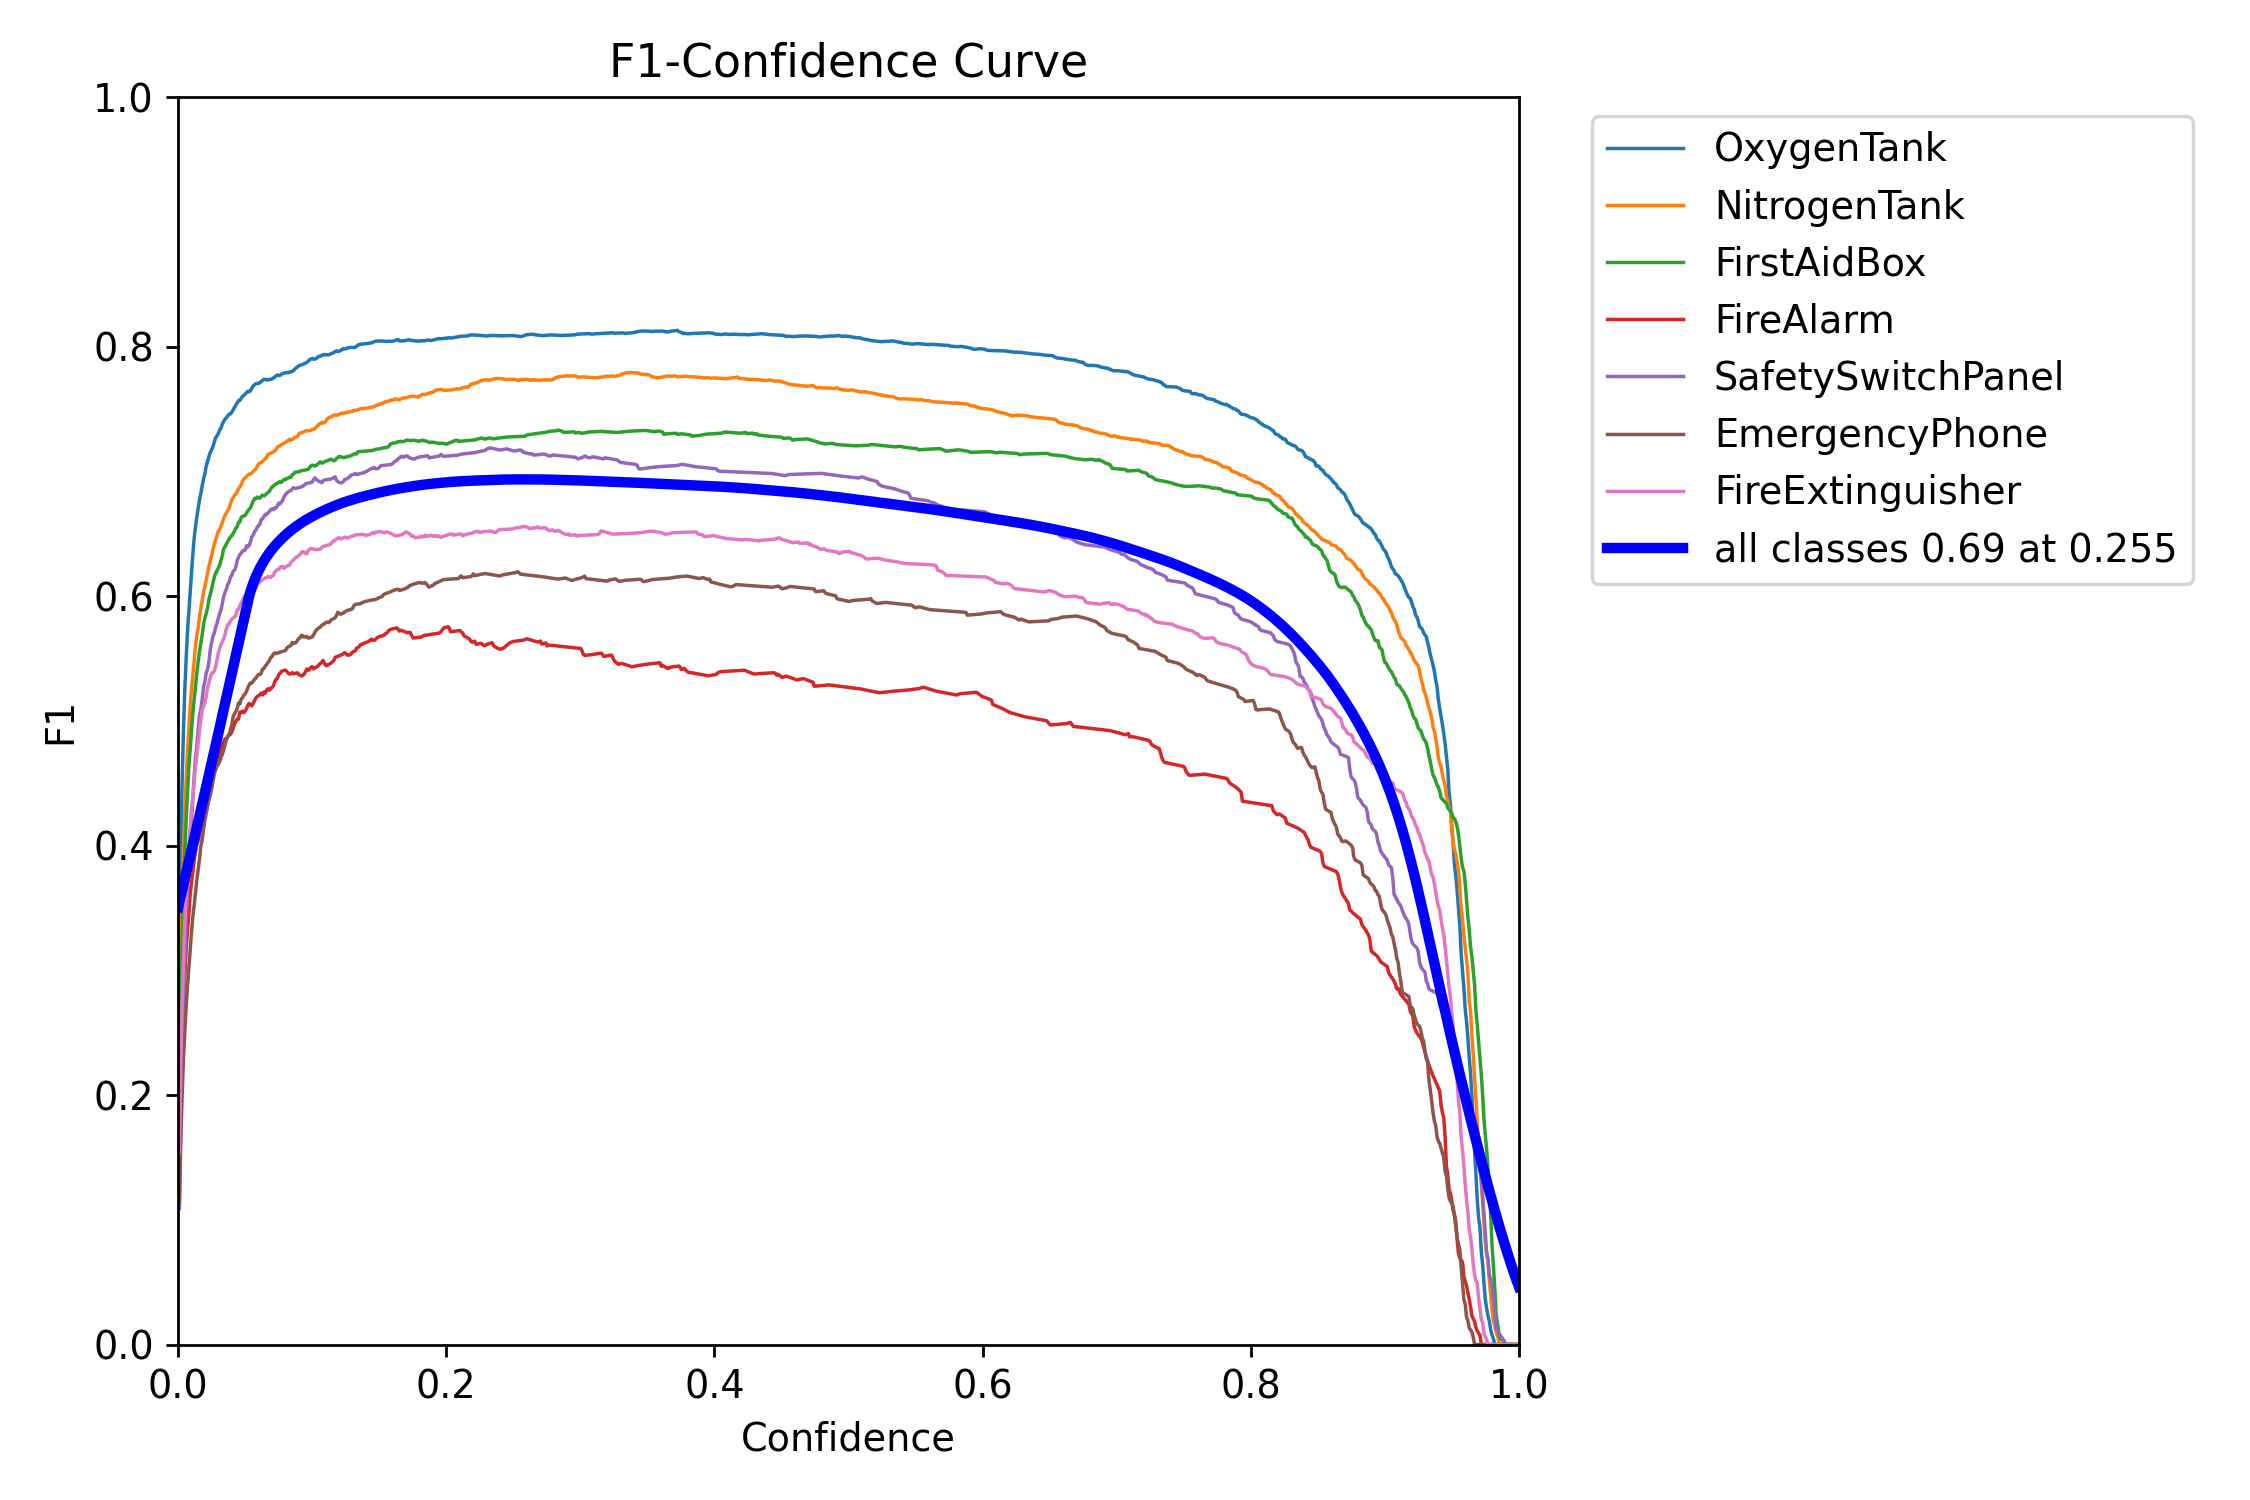 F1-Confidence Curve
1.0
0.8
0.6
0.4
0.2
0.0
F1
0.0 0.2 0.4 0.6 0.8 1.0
Confidence
OxygenTank
NitrogenTank
FirstAidBox
FireAlarm
SafetySwitchPanel
EmergencyPhone
FireExtinguisher
all classes 0.69 at 0.255